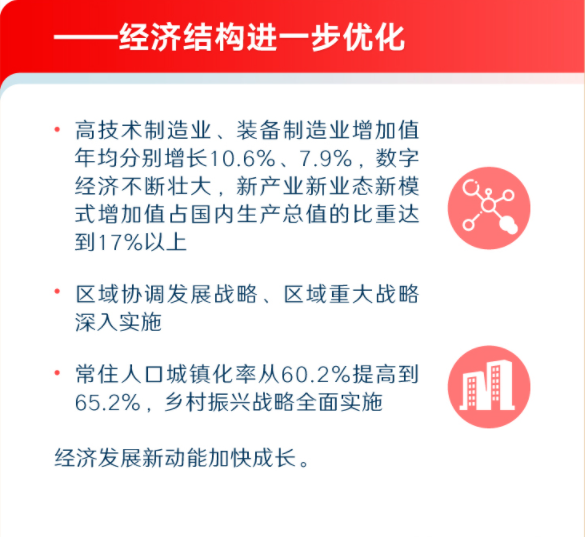 ——经济结构进一步优化
• 高技术制造业、装备制造业增加值
年均分别增长10.6%、7.9%，数字
经济不断壮大，新产业新业态新模
式增加值占国内生产总值的比重达
到17%以上
• 区域协调发展战略、区域重大战略
深入实施
• 常住人口城镇化率从60.2%提高到
65.2%，乡村振兴战略全面实施
经济发展新动能加快成长。